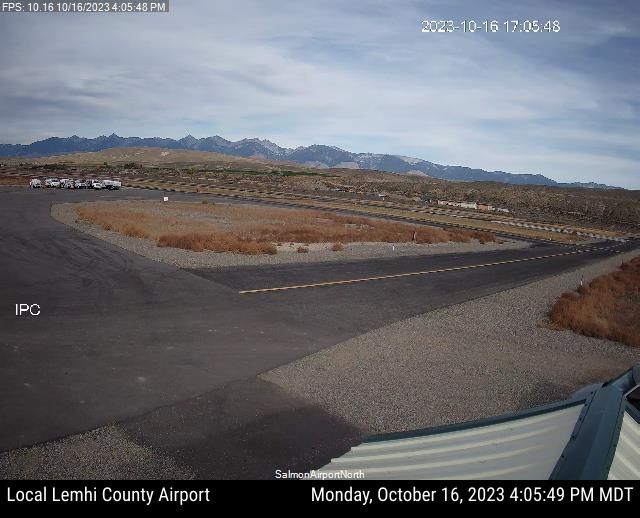 FPS: 10.16 10/16/2023 4:05:48 PM
2023-10-16 17:05:48
IPC
SalmonAirportNorth
Local Lemhi County Airport
Monday, October 16, 2023 4:05:49 PM MDT